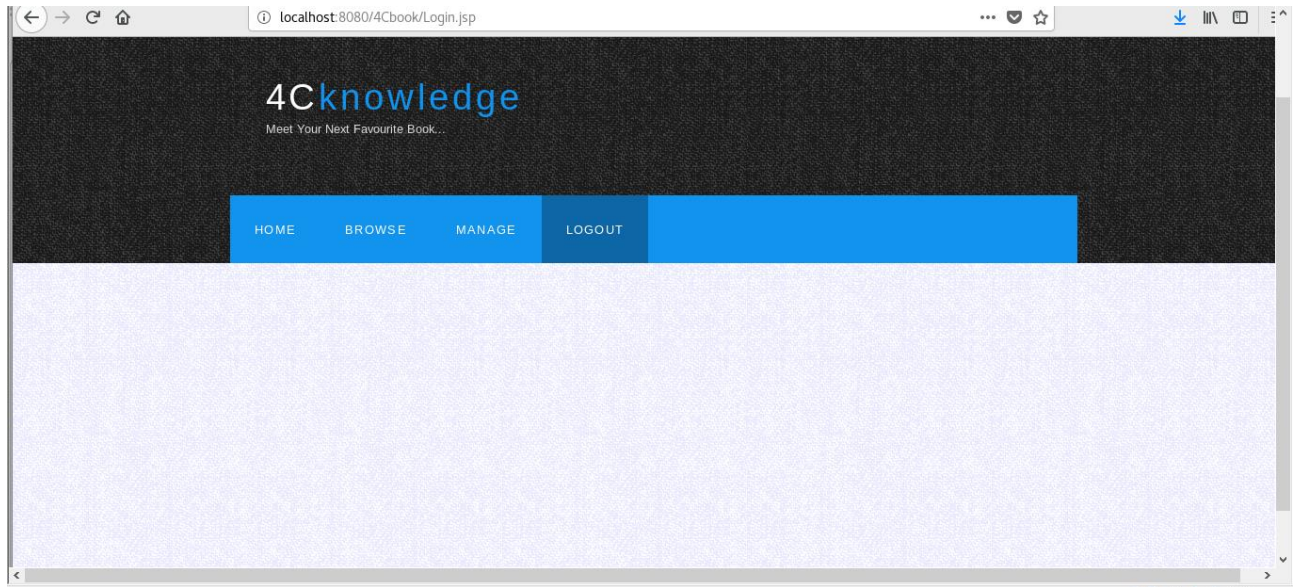 localhost:8080/4Cbook/Login.jsp
4Cknowledge
Meet Your Next Favourite Book...
HOME BROWSE MANAGE LOGOUT